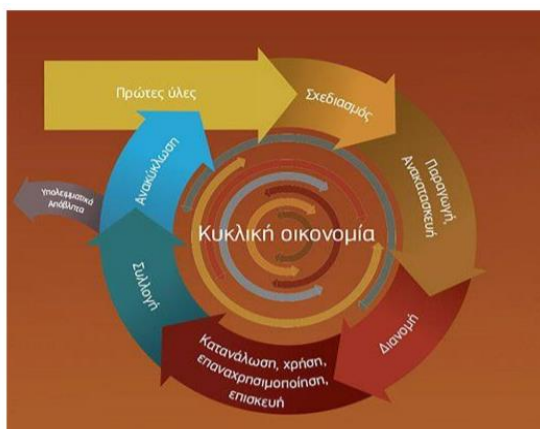 Πρώτες ύλες
Σχεδιασμός
Παραγωγή,
Ανακατασκευή
Διανομή
Κατανάλωση, χρήση,
επαναχρησιμοποίηση,
επισκευή
Συλλογή
Ανακύκλωση
Υπολειμματικά
Απόβλητα
Κυκλική οικονομία